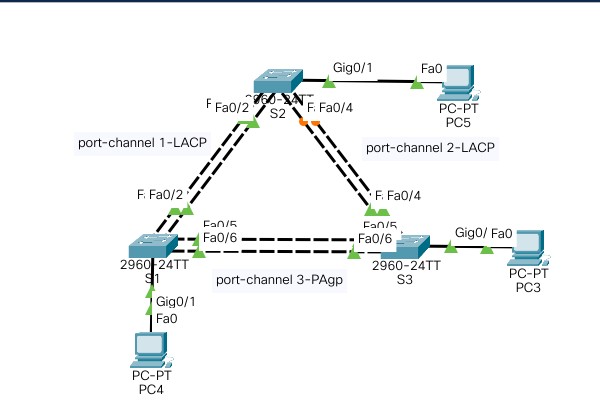 Gig0/1
Fa0
PC-PT
PC5
Fa0/2
2960-24TT
S2
Fa0/4
port-channel 1-LACP
port-channel 2-LACP
Fa0/2
Fa0/4
Fa0/5
Fa0/6
Fa0/5
Fa0/6
Gig0/
Fa0
2960-24TT
S1
port-channel 3-PAgp
2960-24TT
S3
PC-PT
PC3
Gig0/1
Fa0
PC-PT
PC4